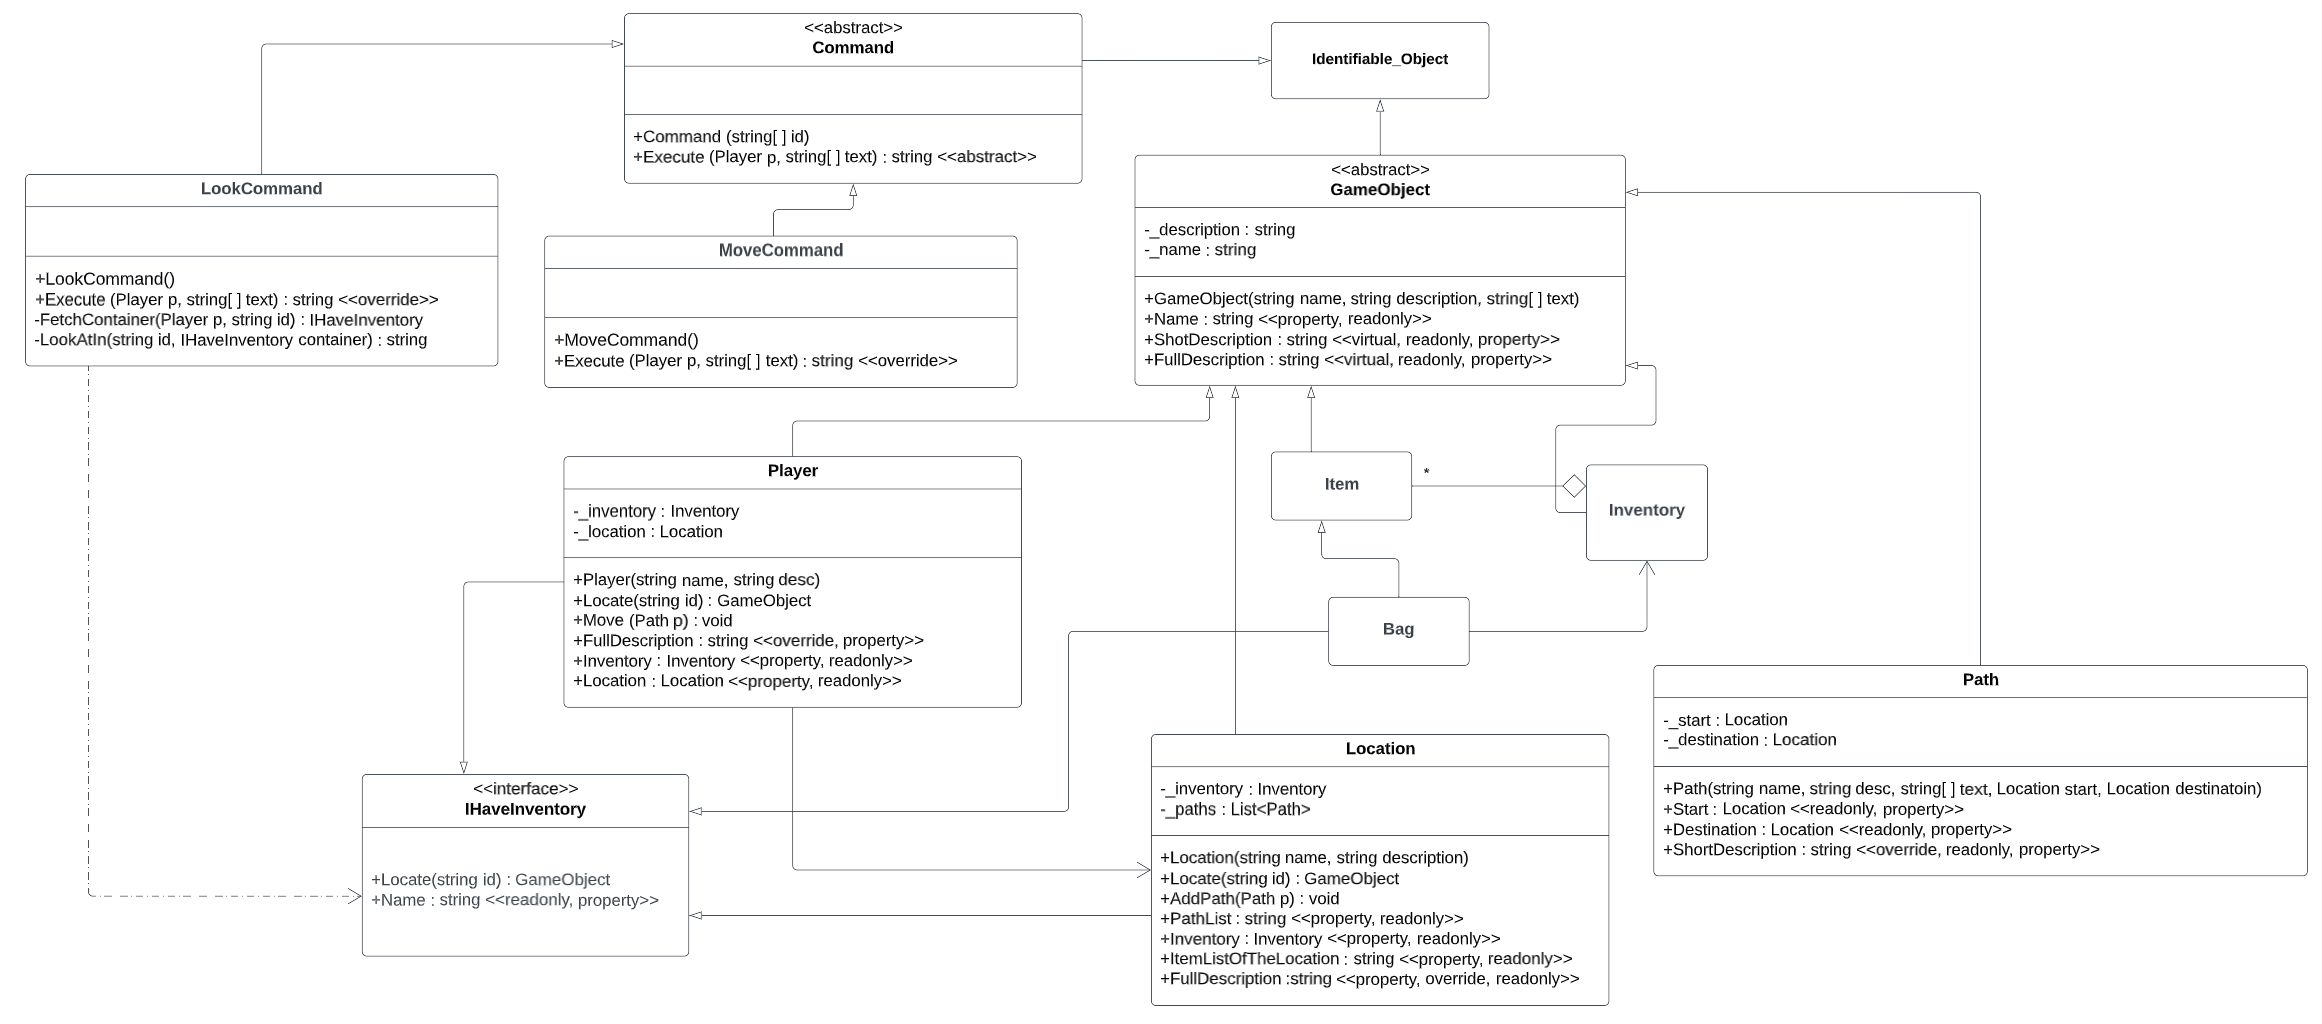 <<abstract>>
Command
+Command (string[ ] id)
+Execute (Player p, string[ ] text) : string <<abstract>>
Identifiable_Object
LookCommand
+LookCommand()
+Execute (Player p, string[ ] text) : string <<override>>
-FetchContainer(Player p, string id) : IHaveInventory
-LookAtIn(string id, IHaveInventory container) : string
MoveCommand
+MoveCommand()
+Execute (Player p, string[ ] text) : string <<override>>
<<abstract>>
GameObject
-_description : string
-_name : string
+GameObject(string name, string description, string[ ] text)
+Name : string <<property, readonly>>
+ShotDescription : string <<virtual, readonly, property>>
+FullDescription : string <<virtual, readonly, property>>
Player
-_inventory : Inventory
-_location : Location
+Player(string name, string desc)
+Locate(string id) : GameObject
+Move (Path p) : void
+FullDescription : string <<override, property>>
+Inventory : Inventory <<property, readonly>>
+Location : Location <<property, readonly>>
Item
*
Inventory
Bag
Path
-_start : Location
-_destination : Location
+Path(string name, string desc, string[ ] text, Location start, Location destinatoin)
+Start : Location <<readonly, property>>
+Destination : Location <<readonly, property>>
+ShortDescription : string <<override, readonly, property>>
<<interface>>
IHaveInventory
+Locate(string id) : GameObject
+Name : string <<readonly, property>>
Location
-_inventory : Inventory
-_paths : List<Path>
+Location(string name, string description)
+Locate(string id) : GameObject
+AddPath(Path p) : void
+PathList : string <<property, readonly>>
+Inventory : Inventory <<property, readonly>>
+ItemListOfTheLocation : string <<property, readonly>>
+FullDescription :string <<property, override, readonly>>